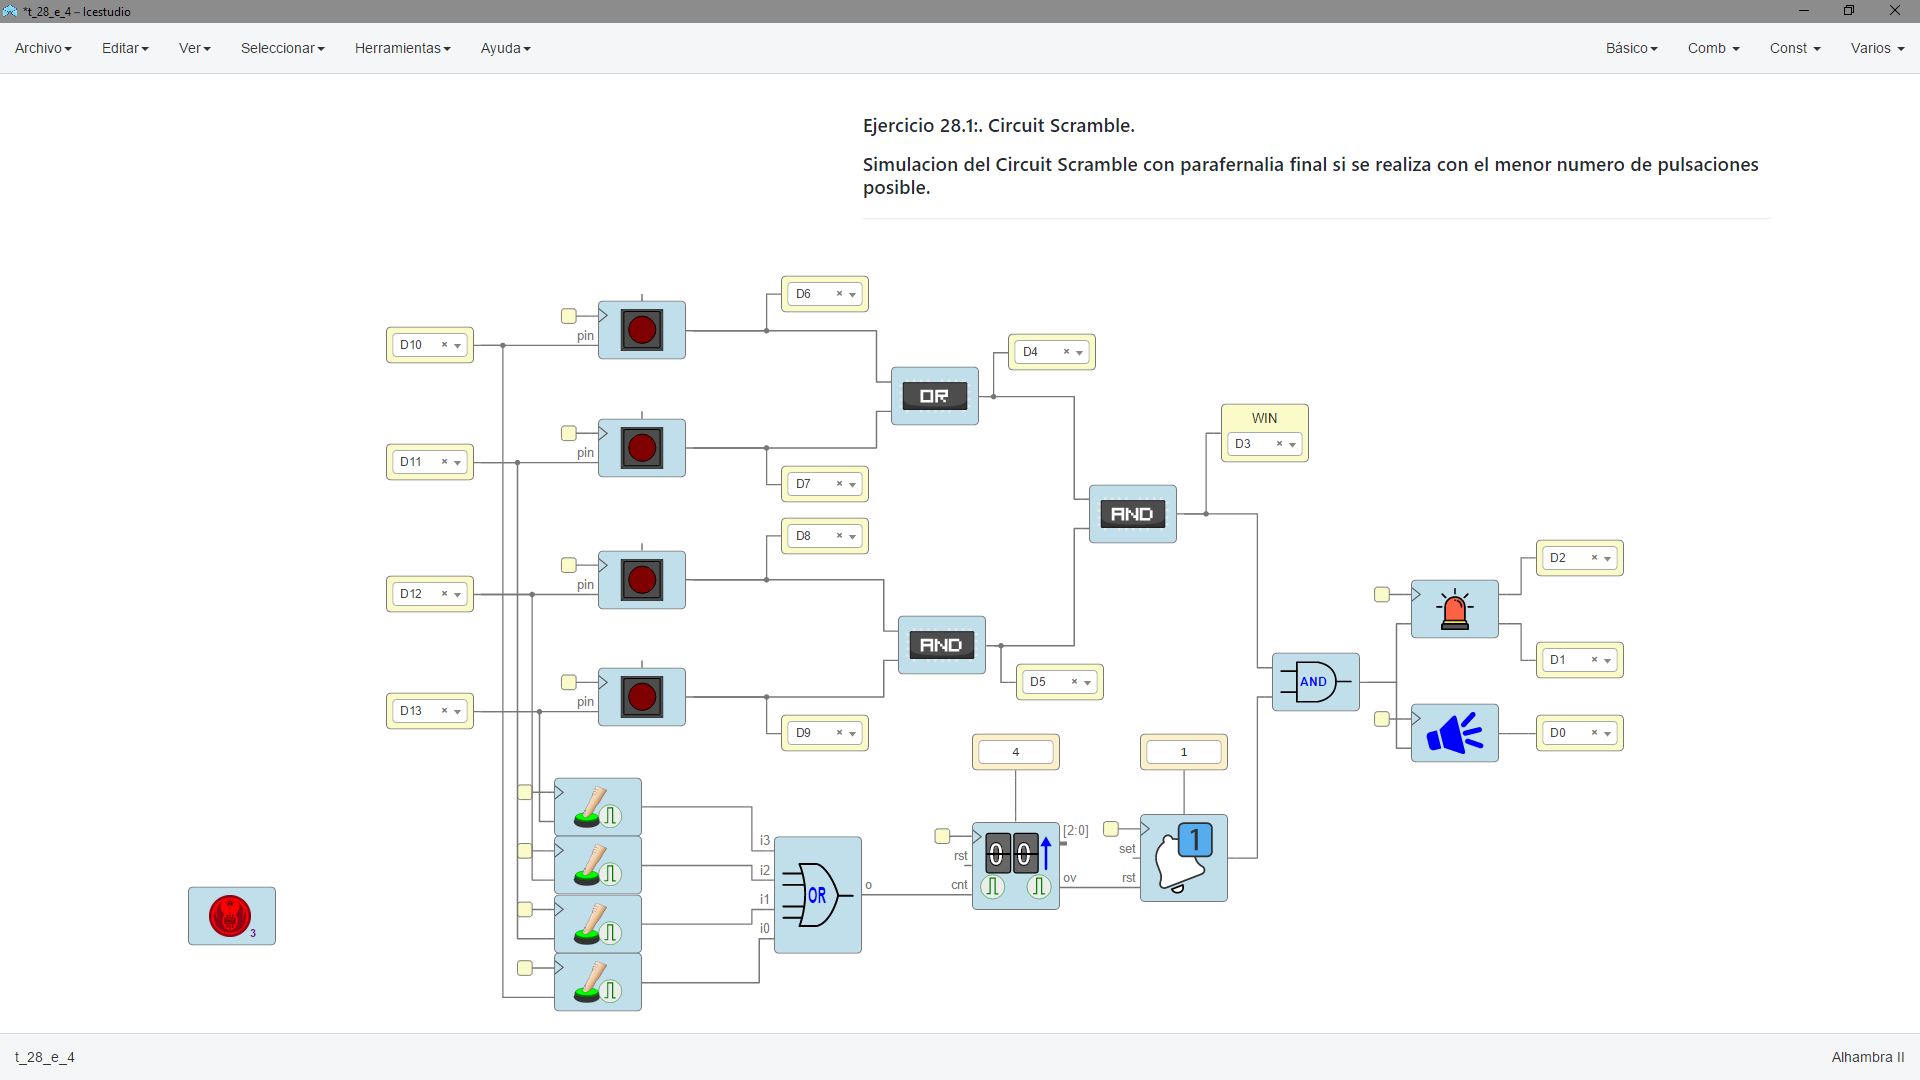 *t_28_e_4 – Icestudio
Archivo Editar Ver Seleccionar Herramientas Ayuda Básico Comb Const Varios
Ejercicio 28.1:. Circuit Scramble.
Simulacion del Circuit Scramble con parafernalia final si se realiza con el menor numero de pulsaciones
posible.
D6
pin
D10
D4
OR
WIN
D3
pin
D11
D7
AND
D8
D2
pin
D12
AND
D1
D5
AND
pin
D13
D9
D0
4
1
i3
i2
i1
i0
OR
o
rst
cnt
00
[2:0]
ov
set
rst
1
3
t_28_e_4
Alhambra II